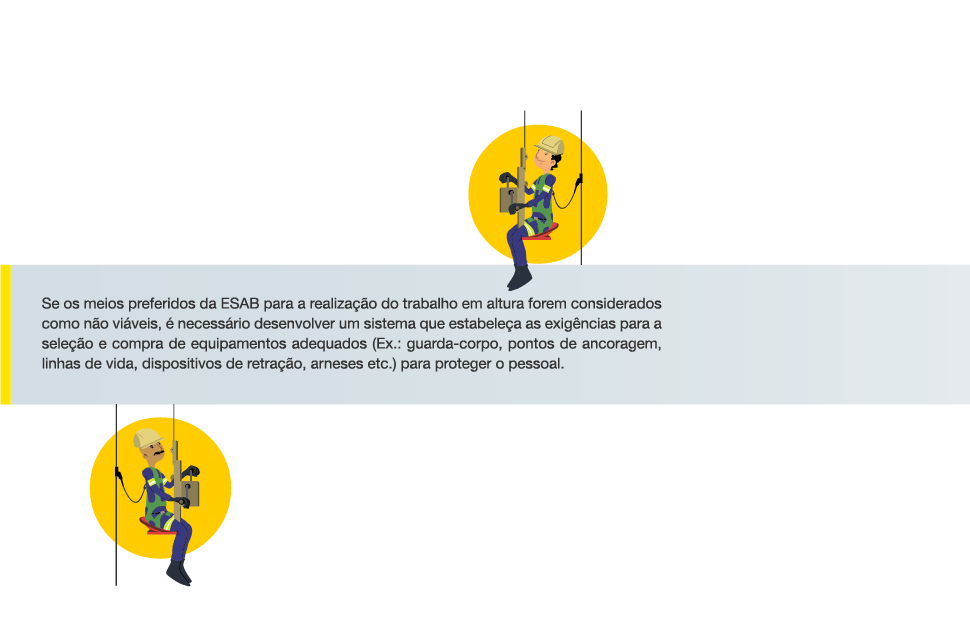 Se os meios preferidos da ESAB para a realização do trabalho em altura forem considerados
como não viáveis, é necessário desenvolver um sistema que estabeleça as exigências para a
seleção e compra de equipamentos adequados (Ex.: guarda-corpo, pontos de ancoragem,
linhas de vida, dispositivos de retração, arneses etc.) para proteger o pessoal.